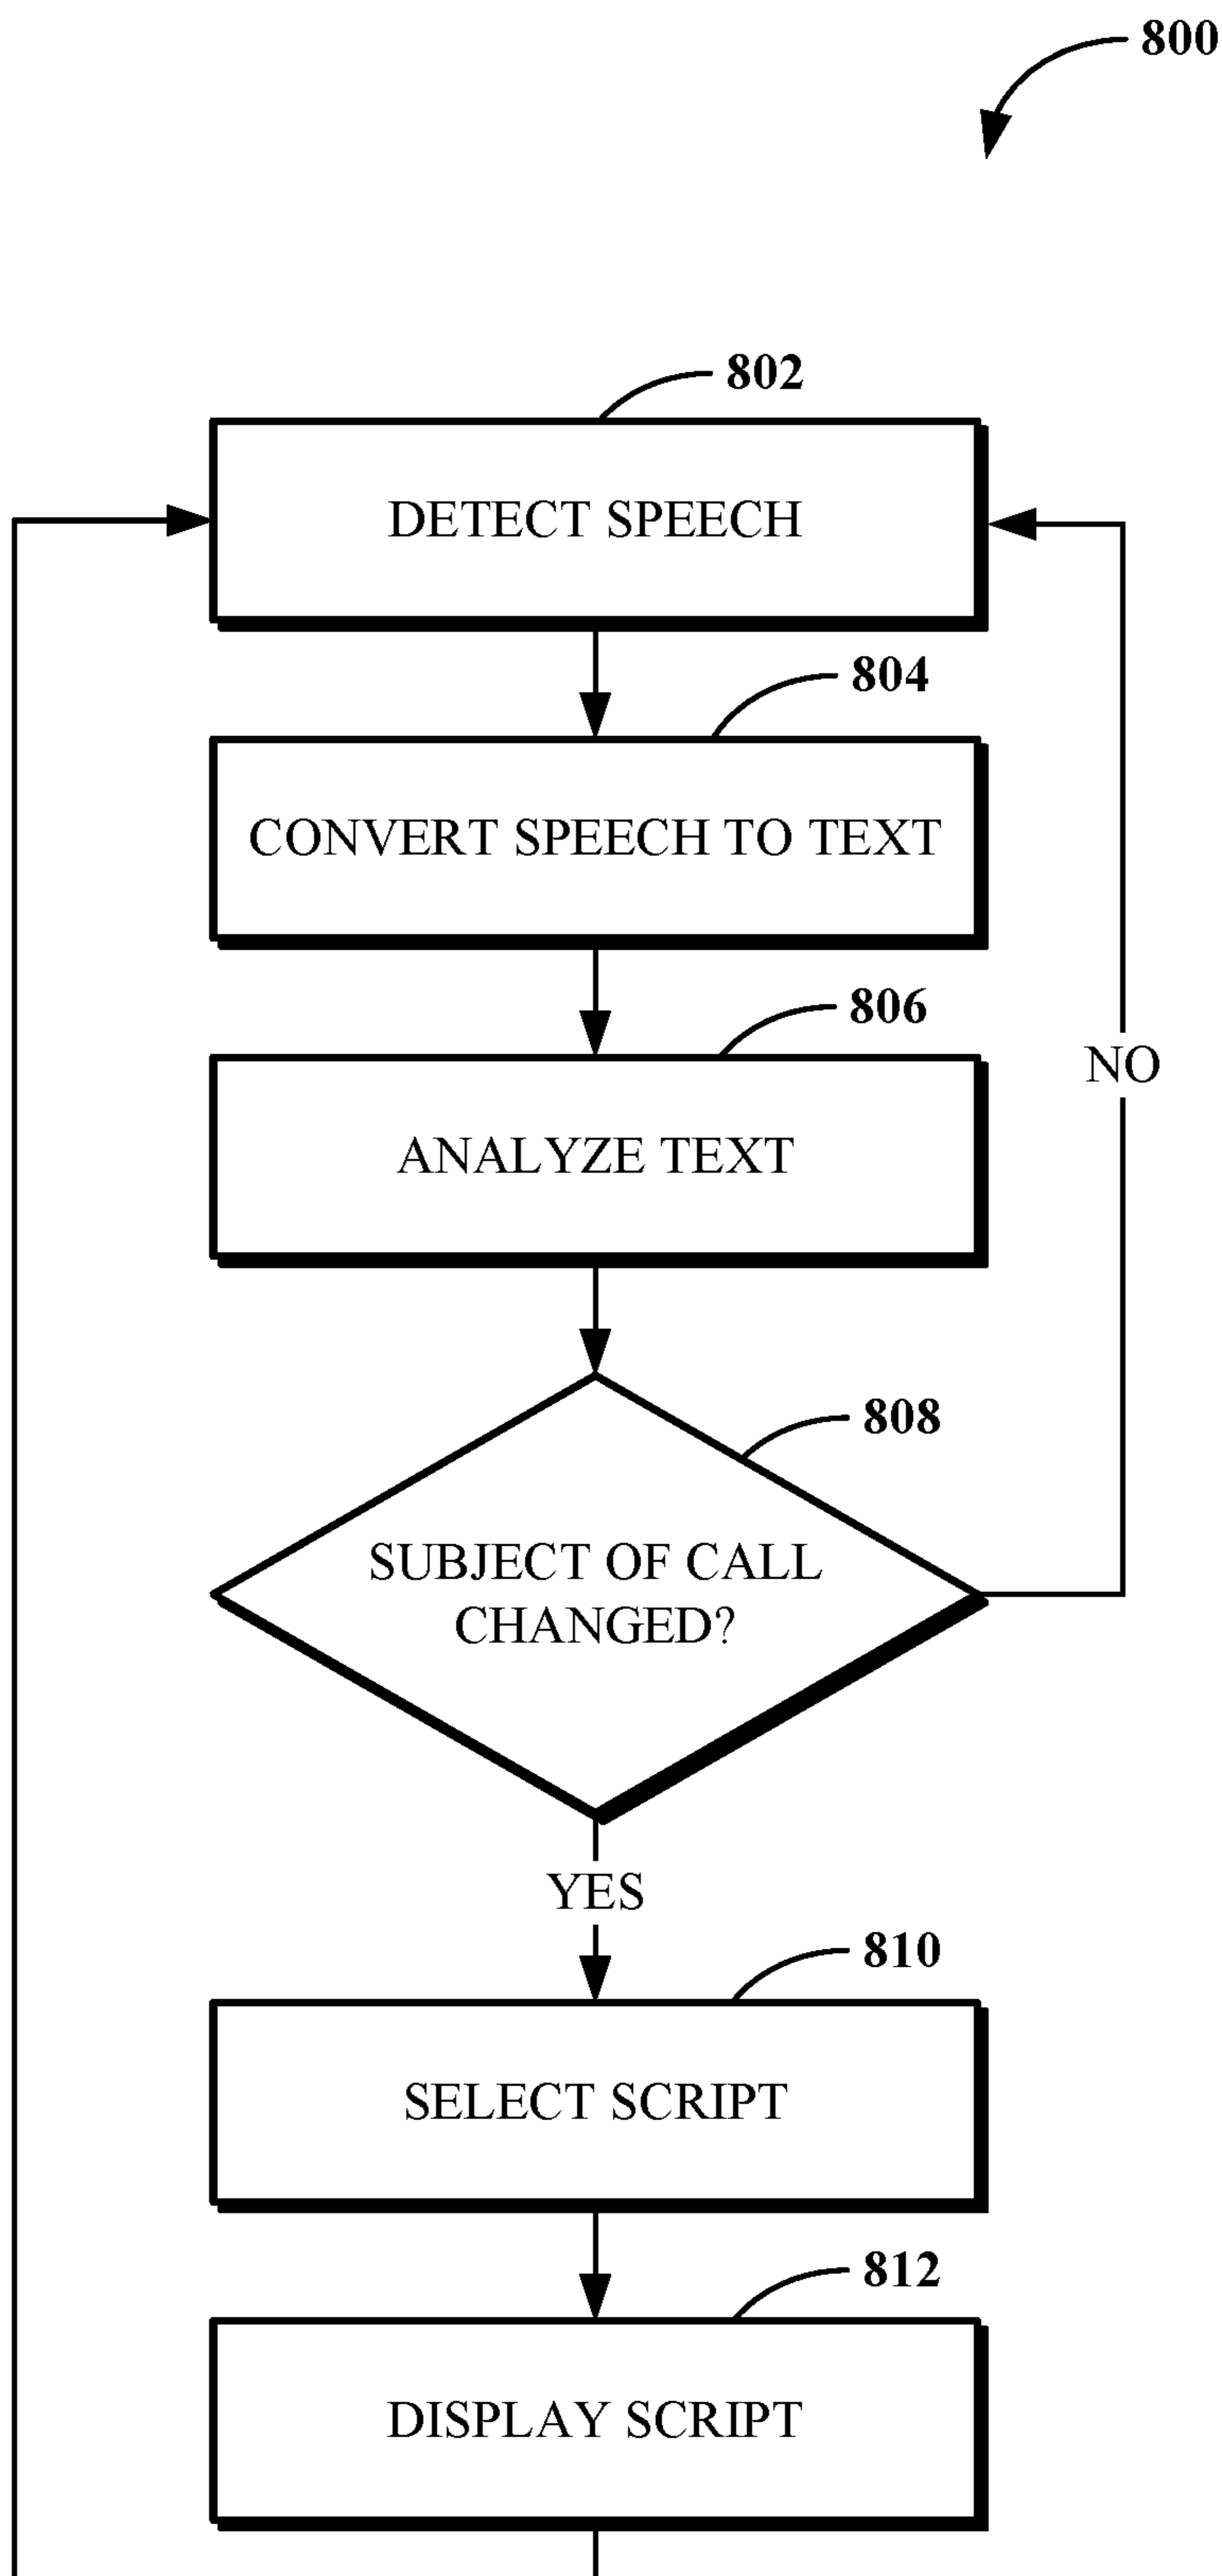 800
802
DETECT SPEECH
804
CONVERT SPEECH TO TEXT
806
ANALYZE TEXT
NO
808
SUBJECT OF CALL
CHANGED?
YES
810
SELECT SCRIPT
812
DISPLAY SCRIPT